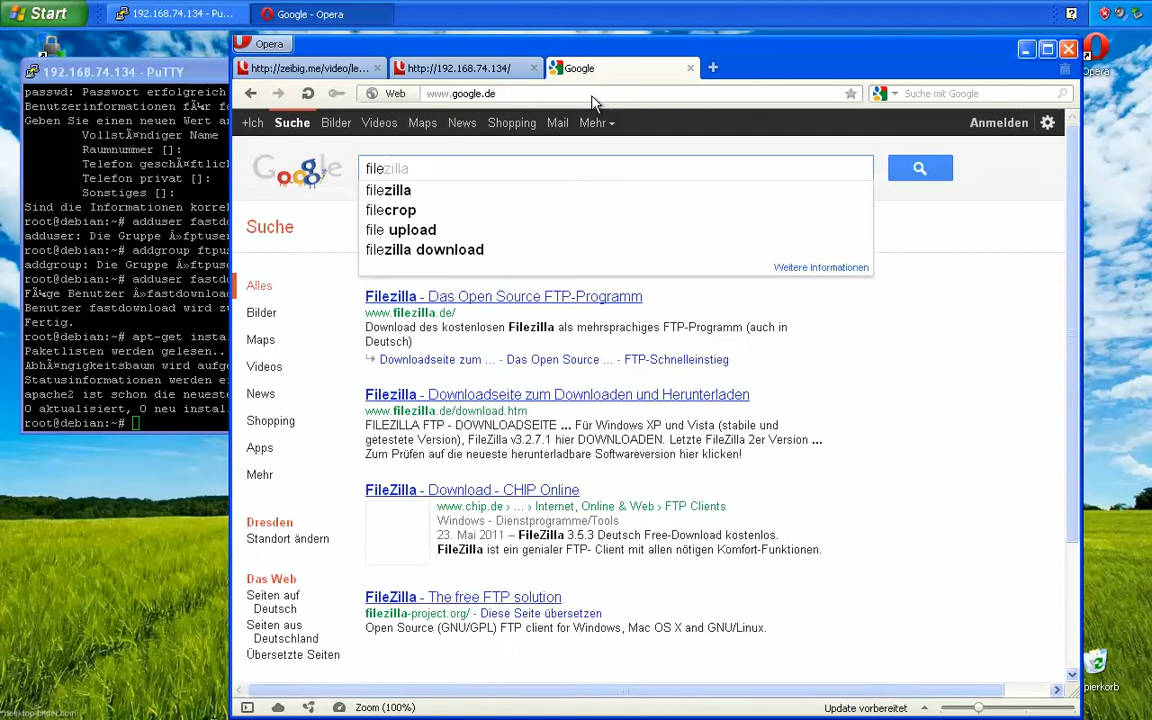 Start
192.168.74.134 - Pu...
Google - Opera
192.168.74.134 - PuTTY
passwd: Passwort erfolgreich
Benutzerinformationen fÃ¼r
Geben Sie einen neuen Wert an
Vollständiger Name
Raumnummer []:
Telefon geschÃ¤ftlich
Telefon privat []:
Sonstiges []:
Sind die Informationen korre
root@debian:~# adduser fastd
adduser: Die Gruppe Â»fptuse
root@debian:~# addgroup ftpu
addgroup: Die Gruppe Â»ftpus
root@debian:~# adduser fastd
FÃ¼ge Benutzer Â»fastdownloa
Benutzer fastdownload wird z
Fertig.
root@debian:~# apt-get insta
Paketlisten werden gelesen..
AbhÃ¤ngigkeitsbaum wird aufg
Statusinformationen werden e
apache2 ist schon die neuest
0 aktualisiert, 0 neu instal
root@debian:~#
Opera
http://zeibig.me/video/le...
http://192.168.74.134/
Google
Web
www.google.de
Suche mit Google
+Ich
Suche
Bilder
Videos
Maps
News
Shopping
Mail
Mehr
Anmelden
Google
filezilla
filezilla
filecrop
file upload
filezilla download
Weitere Informationen
Suche
Alles
Bilder
Maps
Videos
News
Shopping
Apps
Mehr
Dresden
Standort ändern
Das Web
Seiten auf
Deutsch
Seiten aus
Deutschland
Übersetzte Seiten
Filezilla - Das Open Source FTP-Programm
www.filezilla.de/
Download des kostenlosen Filezilla als mehrsprachiges FTP-Programm (auch in
Deutsch)
Downloadseite zum ... - Das Open Source ... - FTP-Schnelleinstieg
Filezilla - Downloadseite zum Downloaden und Herunterladen
www.filezilla.de/download.htm
FILEZILLA FTP - DOWNLOADSEITE ... Für Windows XP und Vista (stabile und
getestete Version), FileZilla v3.2.7.1 hier DOWNLOADEN. Letzte FileZilla 2er Version ...
Zum Prüfen auf die neueste herunterladbare Softwareversion hier klicken!
FileZilla - Download - CHIP Online
www.chip.de › ... › Internet, Online & Web › FTP Clients
Windows - Dienstprogramme/Tools
23. Mai 2011 – FileZilla 3.5.3 Deutsch Free-Download kostenlos.
FileZilla ist ein genialer FTP- Client mit allen nötigen Komfort-Funktionen.
FileZilla - The free FTP solution
filezilla-project.org/ - Diese Seite übersetzen
Open Source (GNU/GPL) FTP client for Windows, Mac OS X and GNU/Linux.
Zoom (100%)
Update vorbereitet
Opera
pierkorb